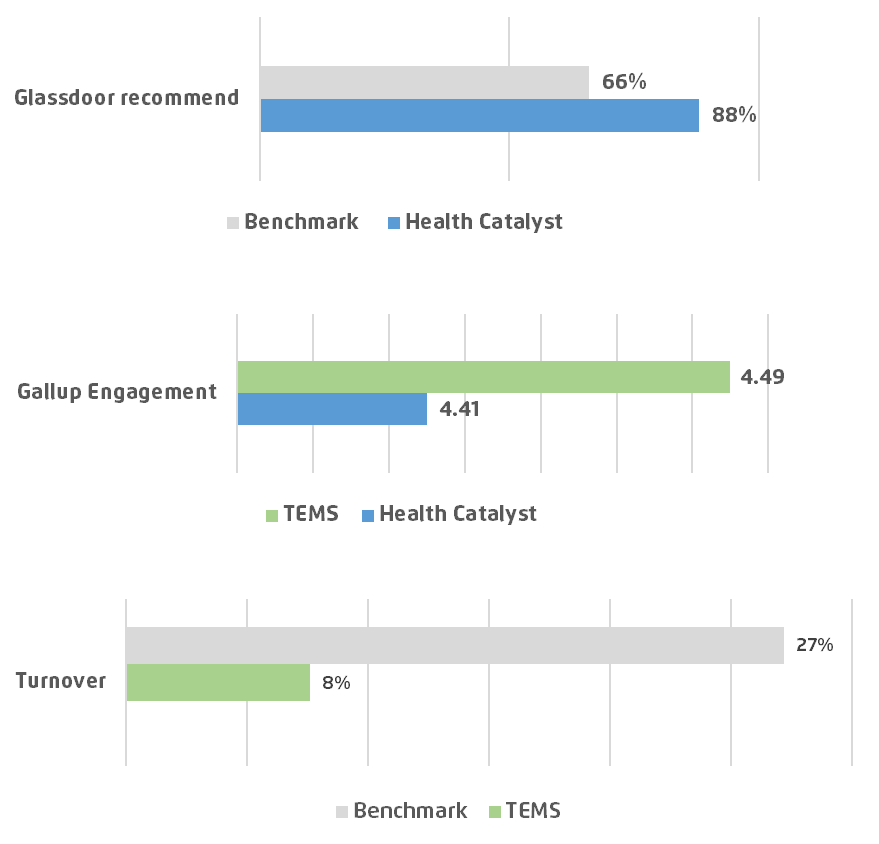 66%
Glassdoor recommend
88%
Benchmark Health Catalyst
4.49
Gallup Engagement
4.41
TEMS Health Catalyst
27%
Turnover
8%
Benchmark TEMS